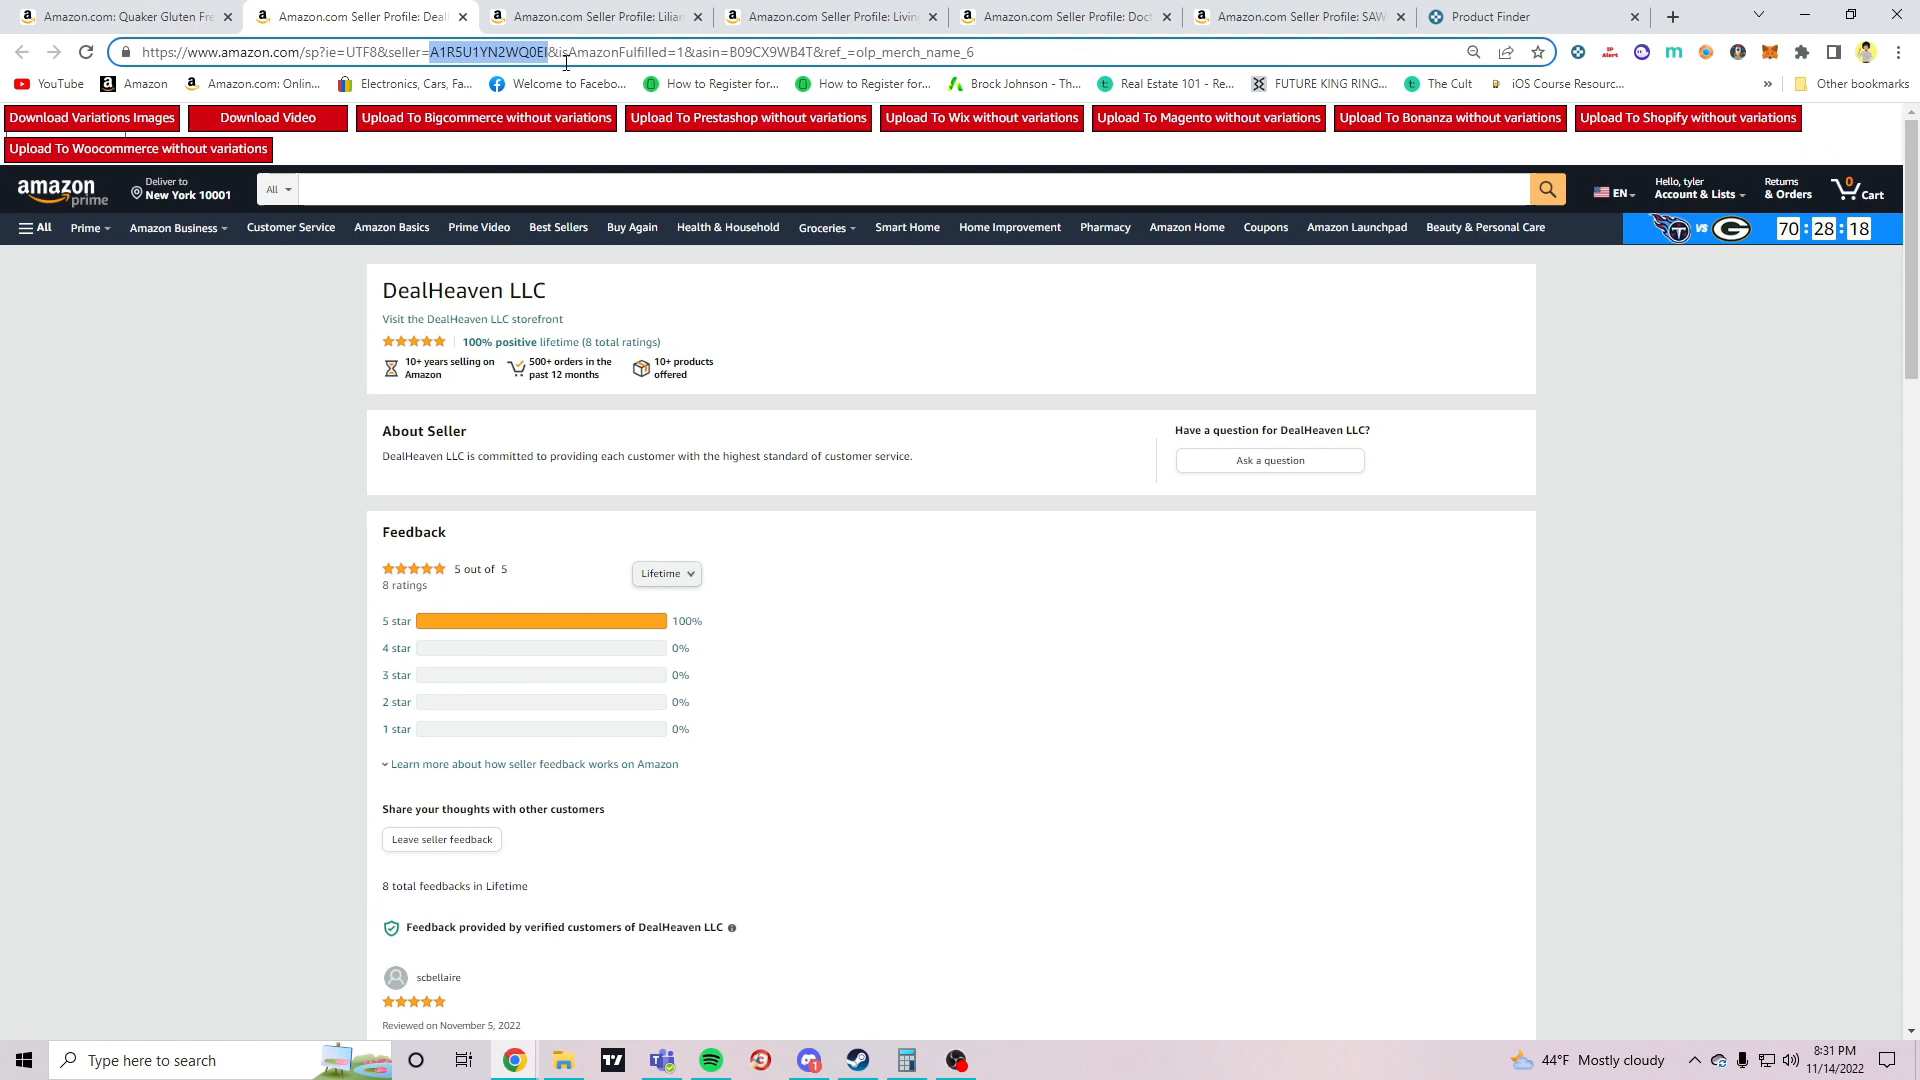 Amazon.com: Quaker Gluten Fre
Amazon.com Seller Profile: Deal
Amazon.com Seller Profile: Lilian
Amazon.com Seller Profile: Livin
Amazon.com Seller Profile: Doct
Amazon.com Seller Profile: SAW
Product Finder
https://www.amazon.com/sp?ie=UTF8&seller=A1R5U1YN2WQ0EI&isAmazonFulfilled=1&asin=B09CX9WB4T&ref_=olp_merch_name_6
YouTube
Amazon
Amazon.com: Onlin...
Electronics, Cars, Fa...
Welcome to Facebo...
How to Register for...
How to Register for...
Brock Johnson - Th...
Real Estate 101 - Re...
FUTURE KING RING...
The Cult
iOS Course Resourc...
Other bookmarks
Download Variations Images
Download Video
Upload To Bigcommerce without variations
Upload To Prestashop without variations
Upload To Wix without variations
Upload To Magento without variations
Upload To Bonanza without variations
Upload To Shopify without variations
Upload To Woocommerce without variations
amazon prime
Deliver to
New York 10001
All
EN
Hello, tyler
Account & Lists
Returns
& Orders
0
Cart
All
Prime
Amazon Business
Customer Service
Amazon Basics
Prime Video
Best Sellers
Buy Again
Health & Household
Groceries
Smart Home
Home Improvement
Pharmacy
Amazon Home
Coupons
Amazon Launchpad
Beauty & Personal Care
VS
70 : 28 : 18
DealHeaven LLC
Visit the DealHeaven LLC storefront
100% positive lifetime (8 total ratings)
10+ years selling on
Amazon
500+ orders in the
past 12 months
10+ products
offered
About Seller
DealHeaven LLC is committed to providing each customer with the highest standard of customer service.
Have a question for DealHeaven LLC?
Ask a question
Feedback
5 out of 5
8 ratings
Lifetime
5 star 100%
4 star 0%
3 star 0%
2 star 0%
1 star 0%
Learn more about how seller feedback works on Amazon
Share your thoughts with other customers
Leave seller feedback
8 total feedbacks in Lifetime
Feedback provided by verified customers of DealHeaven LLC
scbellaire
Reviewed on November 5, 2022
Type here to search
44°F Mostly cloudy
8:31 PM
11/14/2022